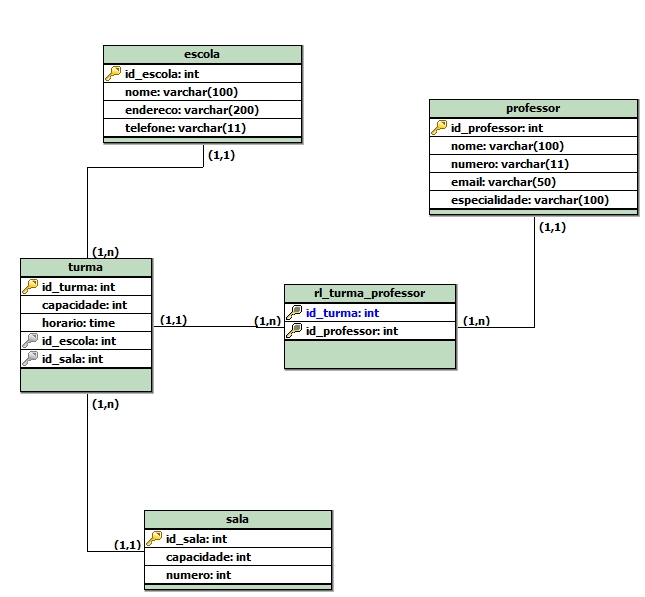 escola
id_escola: int
nome: varchar(100)
endereco: varchar(200)
telefone: varchar(11)
(1,1)
professor
id_professor: int
nome: varchar(100)
numero: varchar(11)
email: varchar(50)
especialidade: varchar(100)
(1,1)
(1,n)
turma
id_turma: int
capacidade: int
horario: time
id_escola: int
id_sala: int
(1,1)
(1,n)
rl_turma_professor
id_turma: int
id_professor: int
(1,n)
(1,n)
(1,1)
sala
id_sala: int
capacidade: int
numero: int